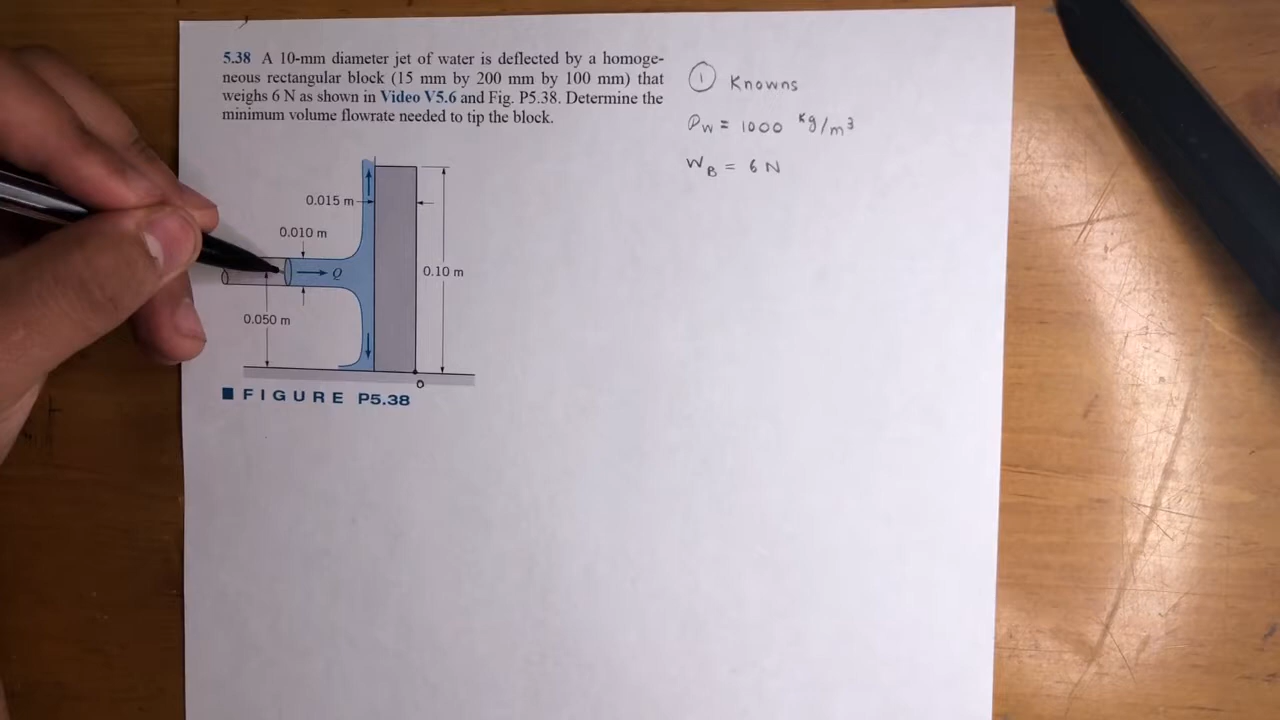 5.38 A 10-mm diameter jet of water is deflected by a homoge-
neous rectangular block (15 mm by 200 mm by 100 mm) that
weighs 6 N as shown in Video V5.6 and Fig. P5.38. Determine the
minimum volume flowrate needed to tip the block.
0.015 m
0.010 m
Q
0.10 m
0.050 m
O
FIGURE P5.38
① Knowns
ρw = 1000 kg/m³
WB = 6 N